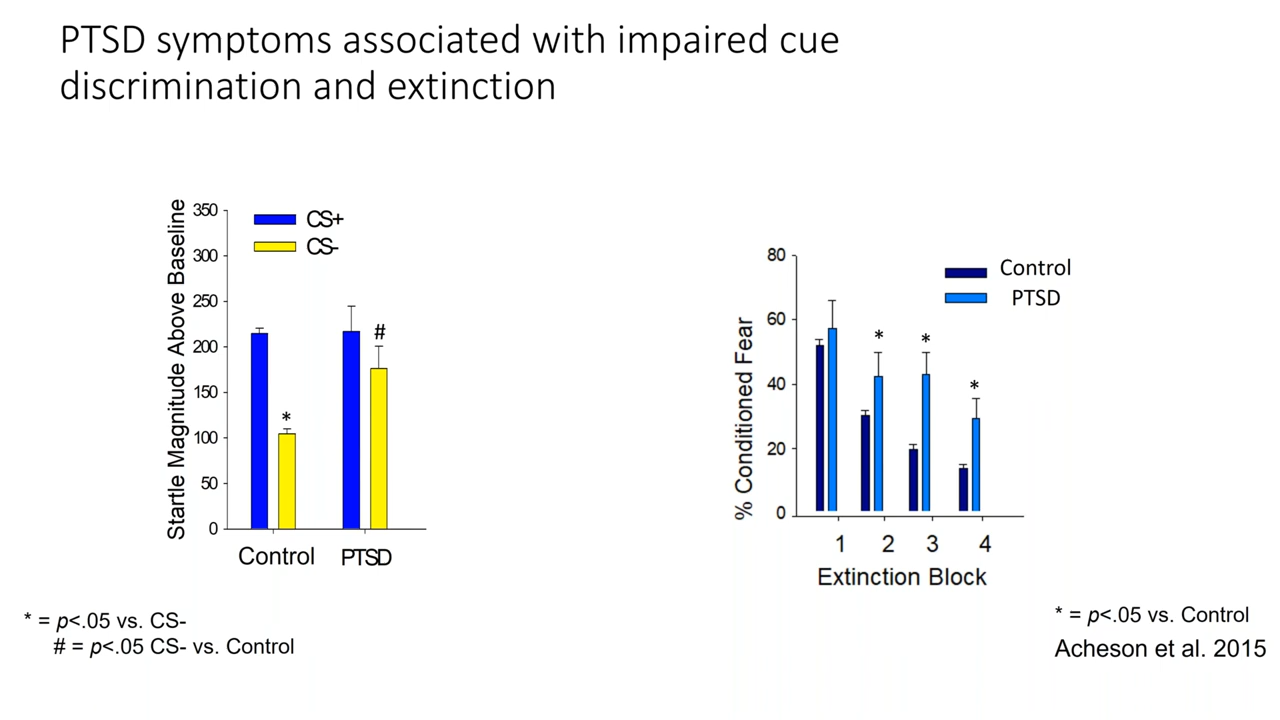 PTSD symptoms associated with impaired cue
discrimination and extinction
Startle Magnitude Above Baseline
350
300
250
200
150
100
50
0
CS+
CS-
#
*
Control
PTSD
* = p<.05 vs. CS-
# = p<.05 CS- vs. Control
% Conditioned Fear
80
60
40
20
0
Control
PTSD
*
*
*
1
2
3
4
Extinction Block
* = p<.05 vs. Control
Acheson et al. 2015